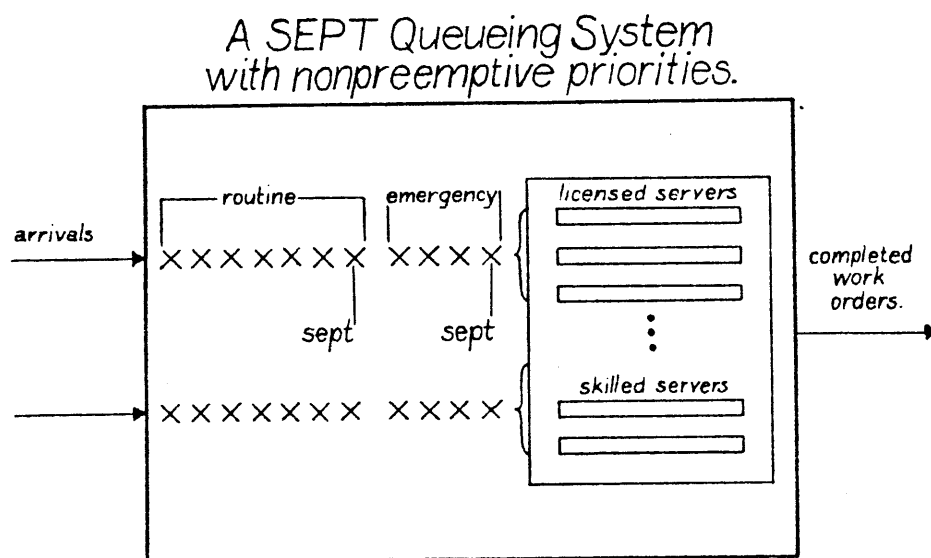 A SEPT Queueing System
with nonpreemptive priorities.
routine
emergency
licensed servers
arrivals
completed
work
orders.
sept
sept
skilled servers